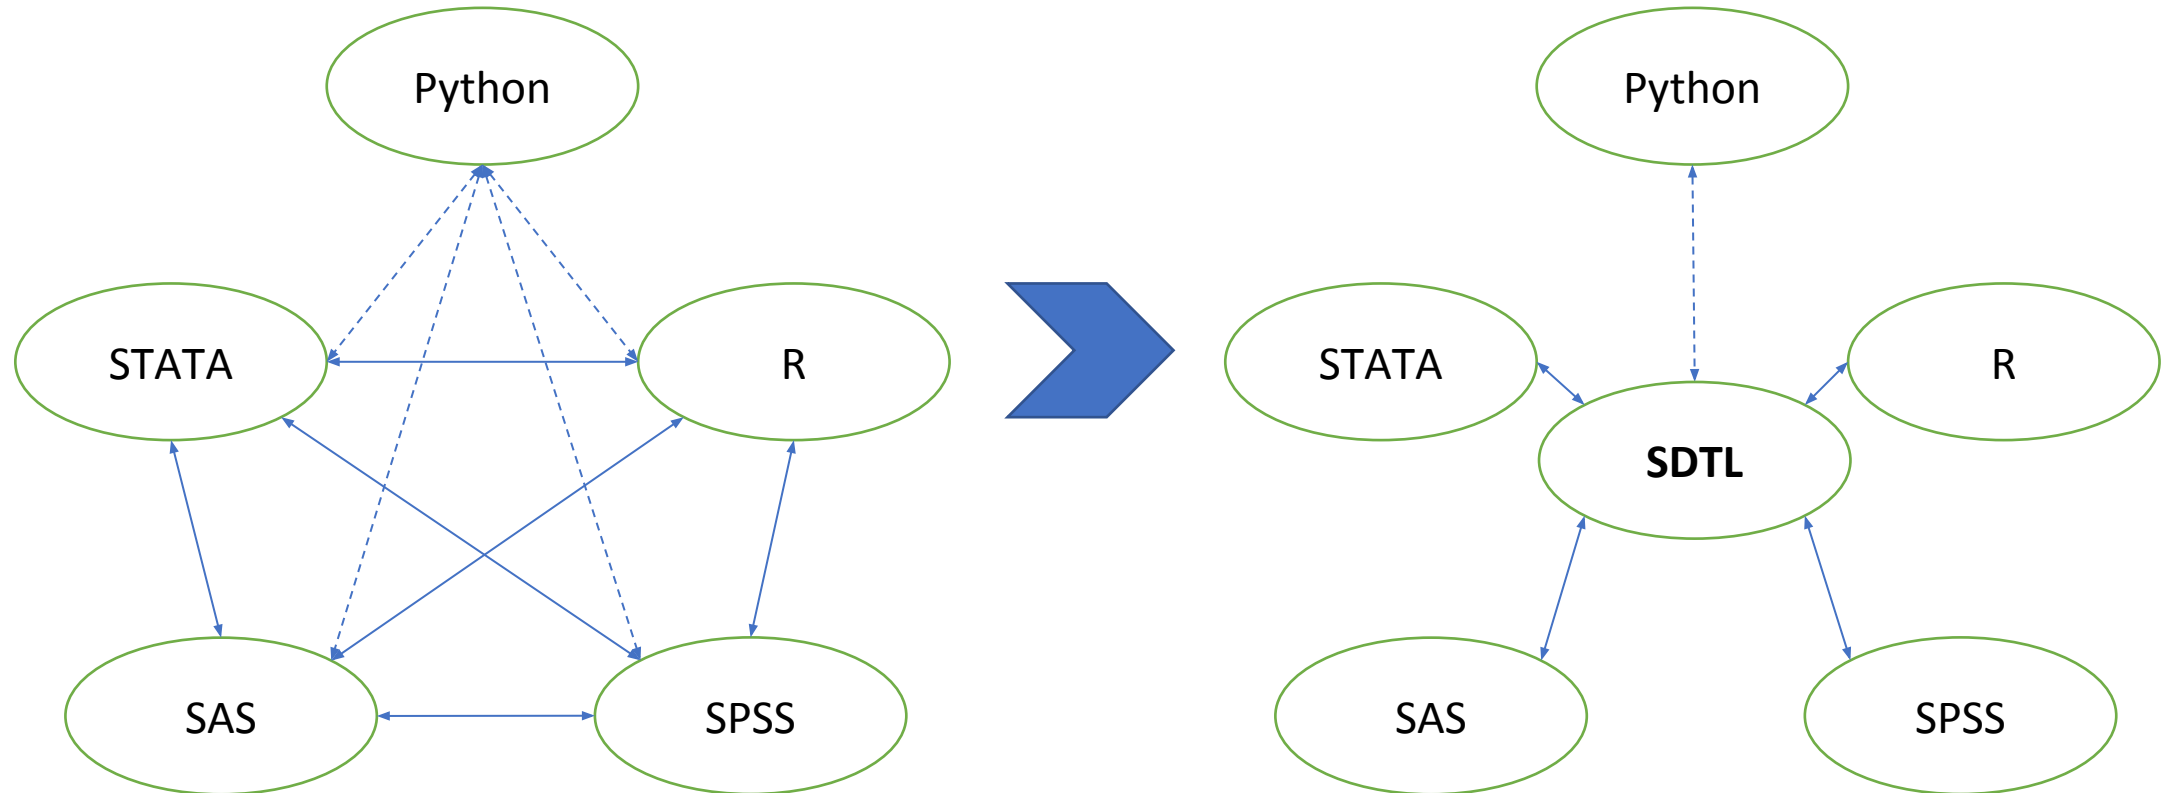 Python
STATA
R
SAS
SPSS
Python
STATA
R
SDTL
SAS
SPSS